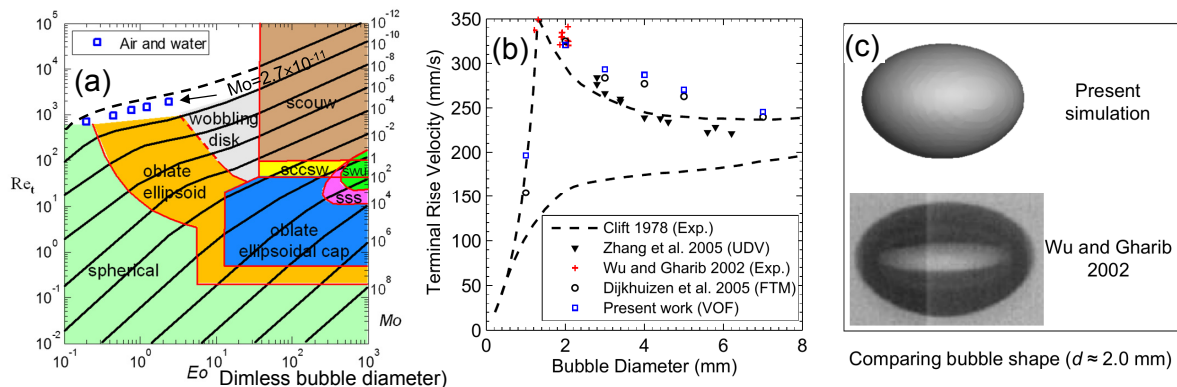 (a)
Air and water
Mo=2.7×10⁻¹¹
scouw
wobbling
disk
oblate
ellipsoid
sccsw
swu
sss
oblate
ellipsoidal cap
spherical
10⁵
10⁴
10³
10²
10¹
10⁰
10⁻¹
10⁻²
Reₜ
10⁻¹²
10⁻¹⁰
10⁻⁸
10⁻⁶
10⁻⁴
10⁻²
1
10²
10⁴
10⁶
10⁸
Mo
10⁻¹ 10⁰ 10¹ 10² 10³
Eo Dimless bubble diameter)
(b)
Terminal Rise Velocity (mm/s)
350
300
250
200
150
100
50
0
Clift 1978 (Exp.)
Zhang et al. 2005 (UDV)
Wu and Gharib 2002 (Exp.)
Dijkhuizen et al. 2005 (FTM)
Present work (VOF)
0 2 4 6 8
Bubble Diameter (mm)
(c)
Present
simulation
Wu and Gharib
2002
Comparing bubble shape (d ≈ 2.0 mm)